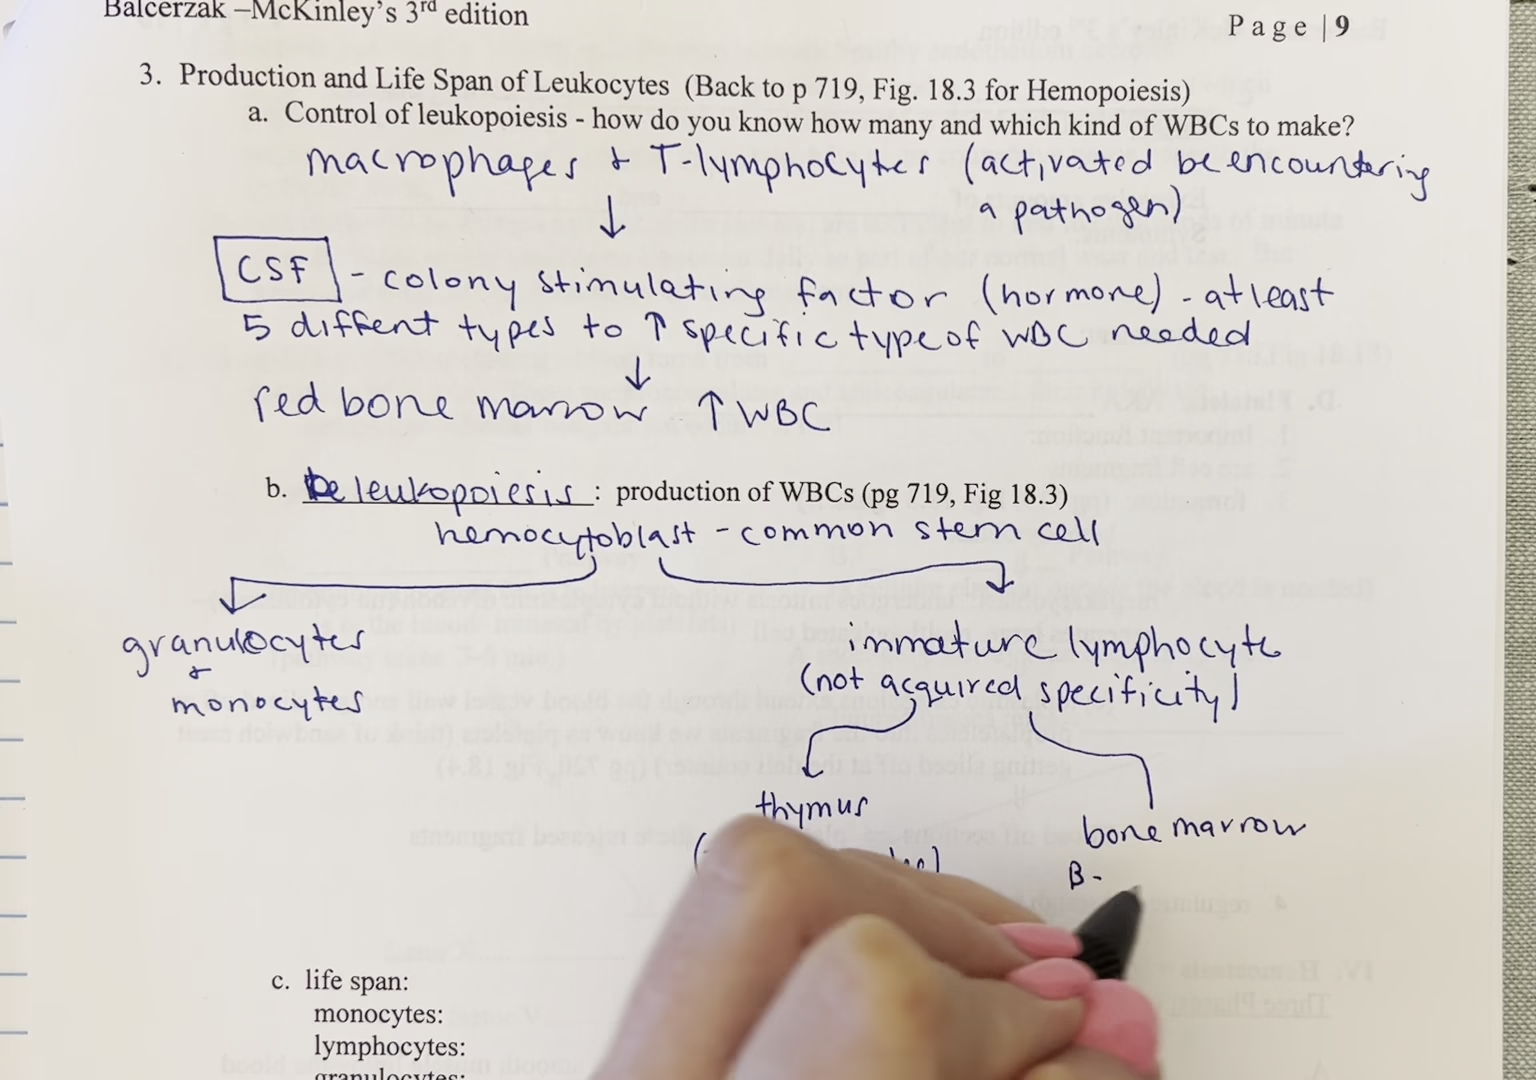 Balcerzak –McKinley's 3rd edition
Page | 9
3. Production and Life Span of Leukocytes (Back to p 719, Fig. 18.3 for Hemopoiesis)
a. Control of leukopoiesis - how do you know how many and which kind of WBCs to make?
macrophages + T-lymphocytes (activated be encountering
a pathogen)
↓
CSF - colony stimulating factor (hormone) - at least
5 diffent types to ↑ specific type of WBC needed
↓
red bone marrow ↑ WBC
b. leukopoiesis : production of WBCs (pg 719, Fig 18.3)
hemocytoblast - common stem cell
granulocytes
+
monocytes
immature lymphocyte
(not acquired specificity)
thymus
bone marrow
B -
c. life span:
monocytes:
lymphocytes:
granulocytes: